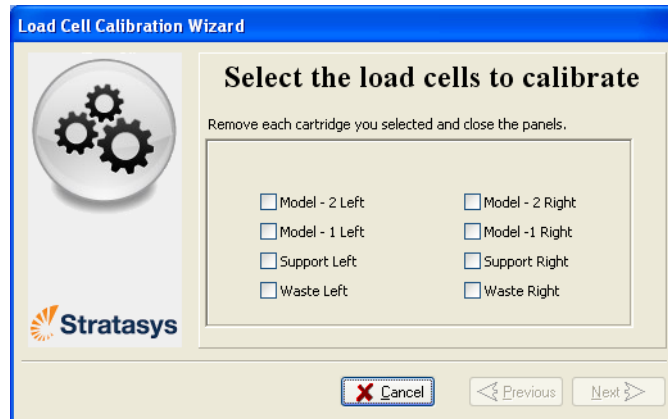 Load Cell Calibration Wizard
Select the load cells to calibrate
Remove each cartridge you selected and close the panels.
Model - 2 Left
Model - 2 Right
Model - 1 Left
Model -1 Right
Support Left
Support Right
Waste Left
Waste Right
Stratasys
Cancel
Previous
Next